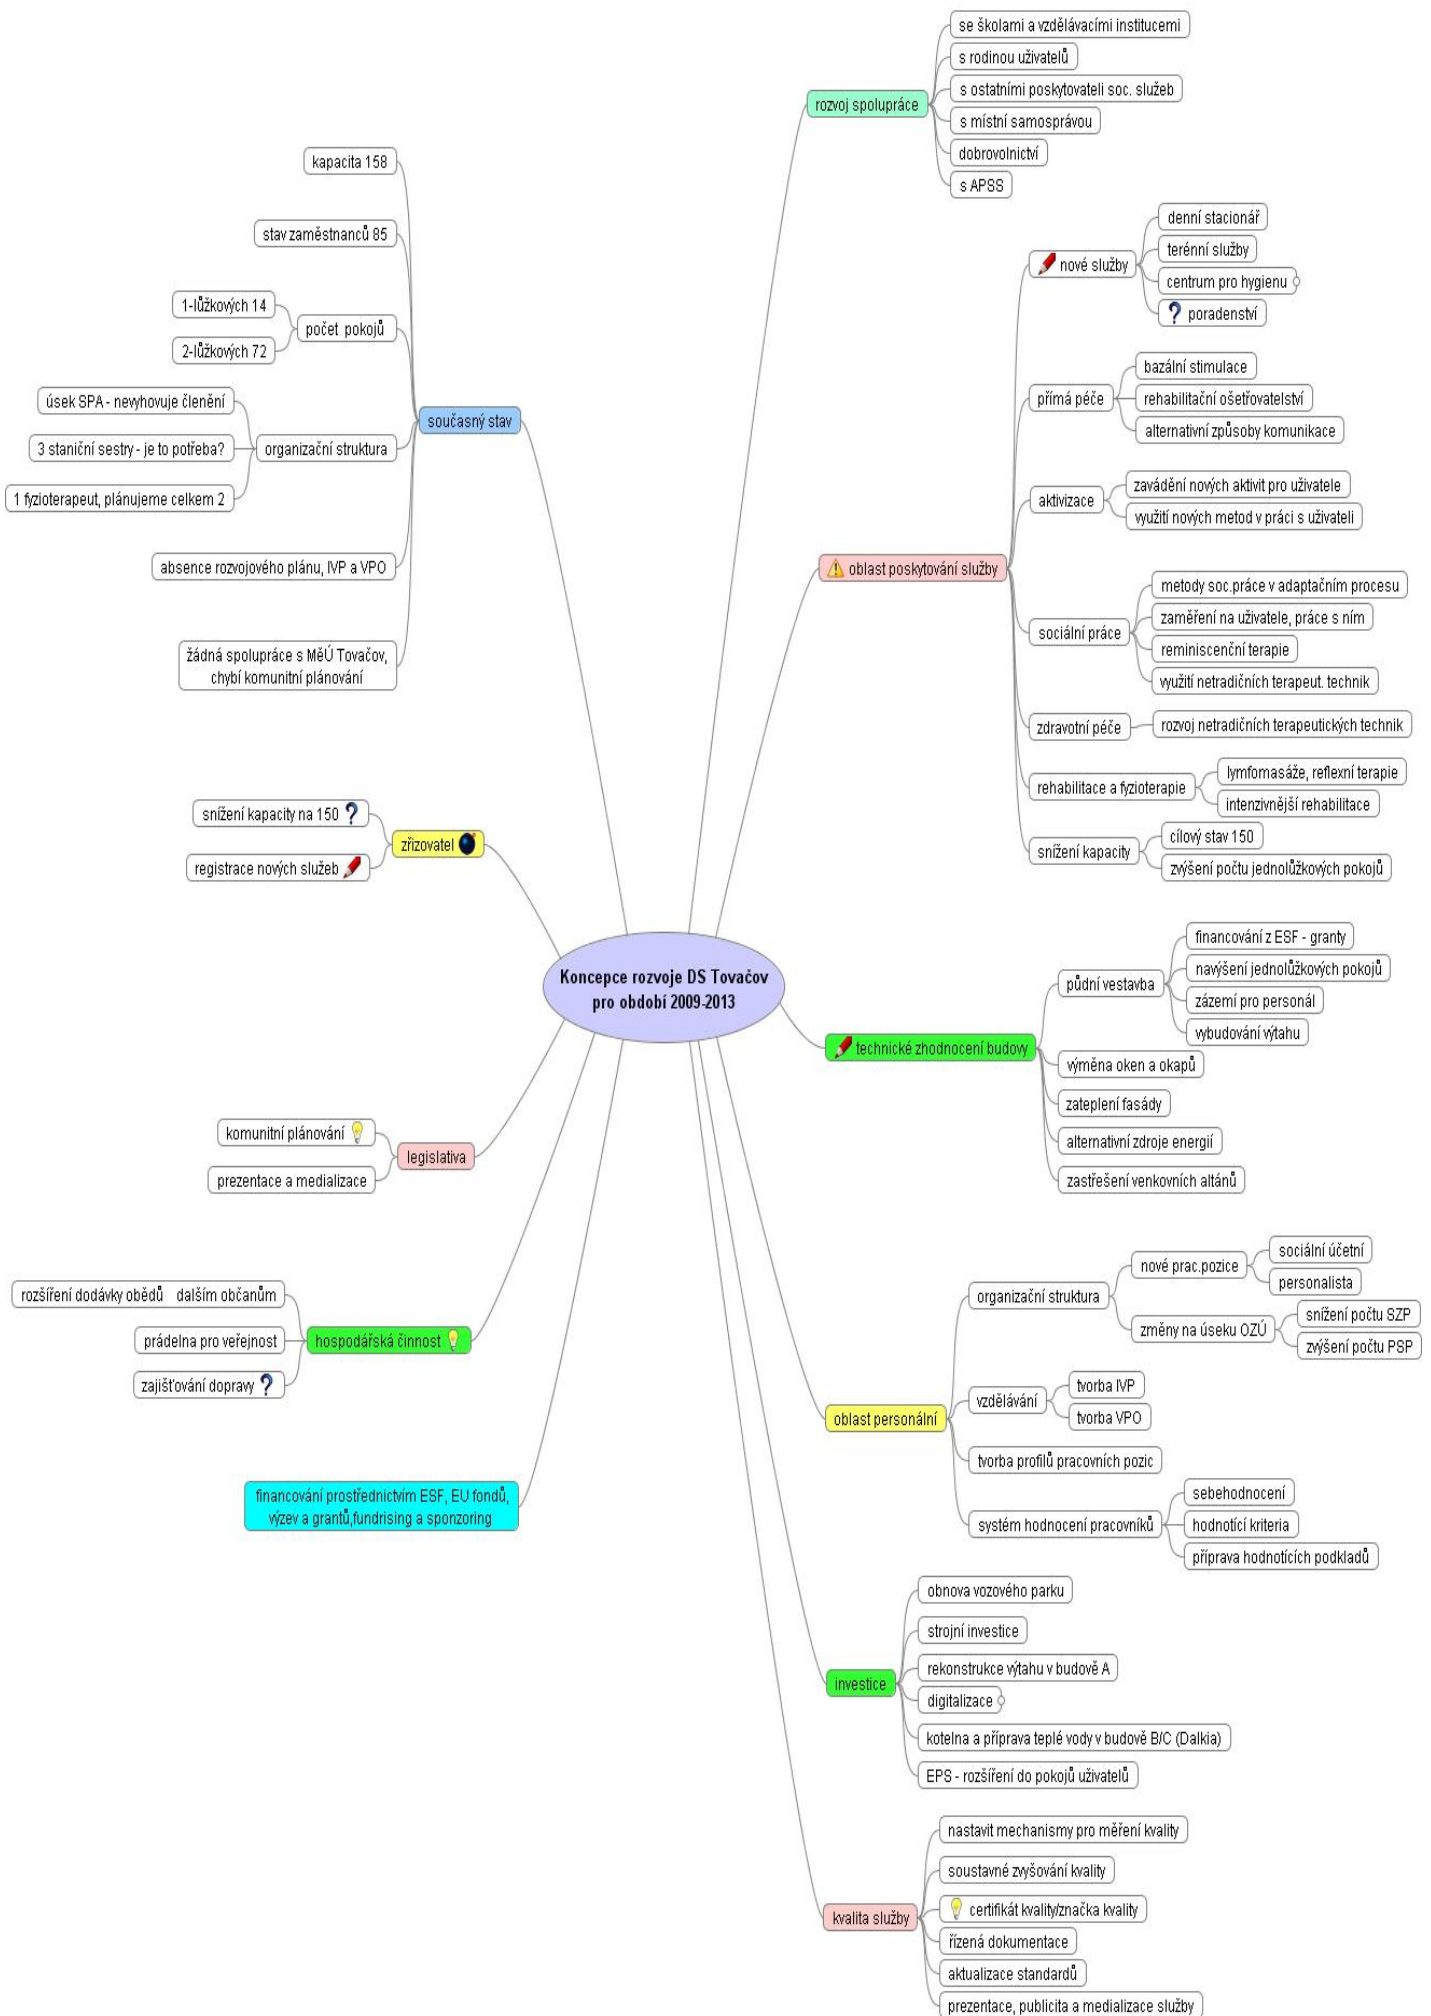 Koncepce rozvoje DS Tovačov
pro období 2009-2013
rozvoj spolupráce
se školami a vzdělávacími institucemi
s rodinou uživatelů
s ostatními poskytovateli soc. služeb
s místní samosprávou
dobrovolnictví
s APSS
oblast poskytování služby
nové služby
denní stacionář
terénní služby
centrum pro hygienu
poradenství
přímá péče
bazální stimulace
rehabilitační ošetřovatelství
alternativní způsoby komunikace
aktivizace
zavádění nových aktivit pro uživatele
využití nových metod v práci s uživateli
sociální práce
metody soc.práce v adaptačním procesu
zaměření na uživatele, práce s ním
reminiscenční terapie
využití netradičních terapeut. technik
zdravotní péče
rozvoj netradičních terapeutických technik
rehabilitace a fyzioterapie
lymfomasáže, reflexní terapie
intenzivnější rehabilitace
snížení kapacity
cílový stav 150
zvýšení počtu jednolůžkových pokojů
technické zhodnocení budovy
půdní vestavba
financování z ESF - granty
navýšení jednolůžkových pokojů
zázemí pro personál
vybudování výtahu
výměna oken a okapů
zateplení fasády
alternativní zdroje energií
zastřešení venkovních altánů
oblast personální
organizační struktura
nové prac.pozice
sociální účetní
personalista
změny na úseku OZÚ
snížení počtu SZP
zvýšení počtu PSP
vzdělávání
tvorba IVP
tvorba VPO
tvorba profilů pracovních pozic
systém hodnocení pracovníků
sebehodnocení
hodnotící kriteria
příprava hodnotících podkladů
investice
obnova vozového parku
strojní investice
rekonstrukce výtahu v budově A
digitalizace
kotelna a příprava teplé vody v budově B/C (Dalkia)
EPS - rozšíření do pokojů uživatelů
kvalita služby
nastavit mechanismy pro měření kvality
soustavné zvyšování kvality
certifikát kvality/značka kvality
řízená dokumentace
aktualizace standardů
prezentace, publicita a medializace služby
současný stav
kapacita 158
stav zaměstnanců 85
počet pokojů
1-lůžkových 14
2-lůžkových 72
organizační struktura
úsek SPA - nevyhovuje členění
3 staniční sestry - je to potřeba?
1 fyzioterapeut, plánujeme celkem 2
absence rozvojového plánu, IVP a VPO
žádná spolupráce s MěÚ Tovačov,
chybí komunitní plánování
zřizovatel
snížení kapacity na 150
registrace nových služeb
legislativa
komunitní plánování
prezentace a medializace
hospodářská činnost
rozšíření dodávky obědů dalším občanům
prádelna pro veřejnost
zajišťování dopravy
financování prostřednictvím ESF, EU fondů,
výzev a grantů,fundrising a sponzoring